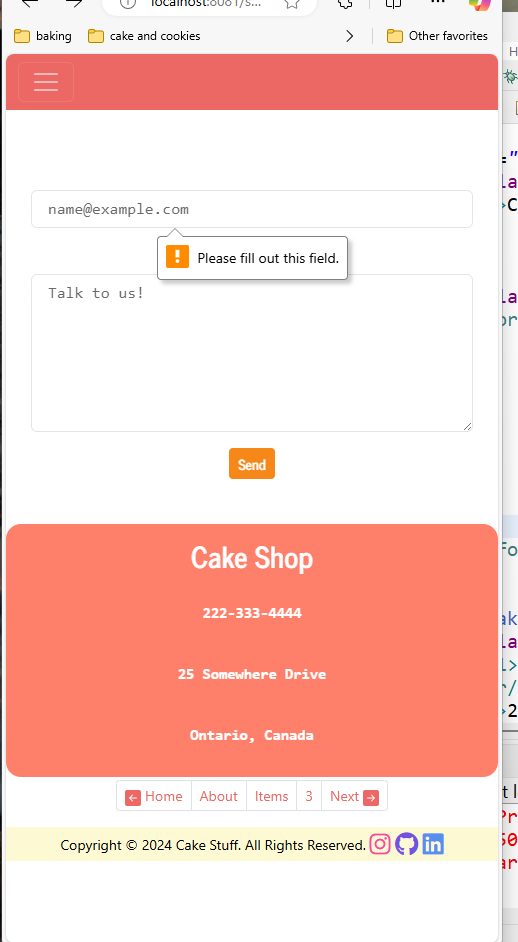 localhost:8081/s...
baking
cake and cookies
Other favorites
name@example.com
Please fill out this field.
Talk to us!
Send
Cake Shop
222-333-4444
25 Somewhere Drive
Ontario, Canada
← Home
About
Items
3
Next →
Copyright © 2024 Cake Stuff. All Rights Reserved.